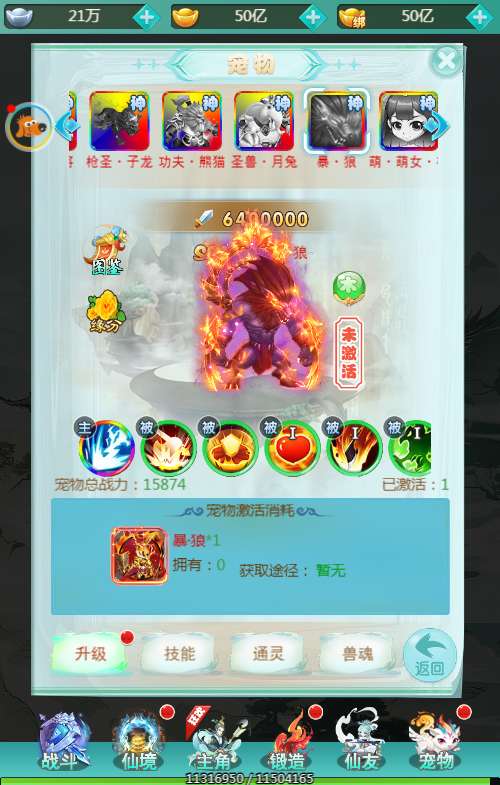 21万
50亿
绑
50亿
宠物
神 神 神 神 神
枪圣·子龙 功夫·熊猫 圣兽·月兔 暴·狼 萌·萌女·
6400000
狼
图鉴
木
缘分
未激活
主 被 被 被 I 被 I 被 I
宠物总战力：15874
已激活：1
宠物激活消耗
暴·狼*1
拥有：0
获取途径：暂无
升级 技能 通灵 兽魂 返回
战斗 仙境 主角 锻造 仙友 宠物
11316950 / 11504165